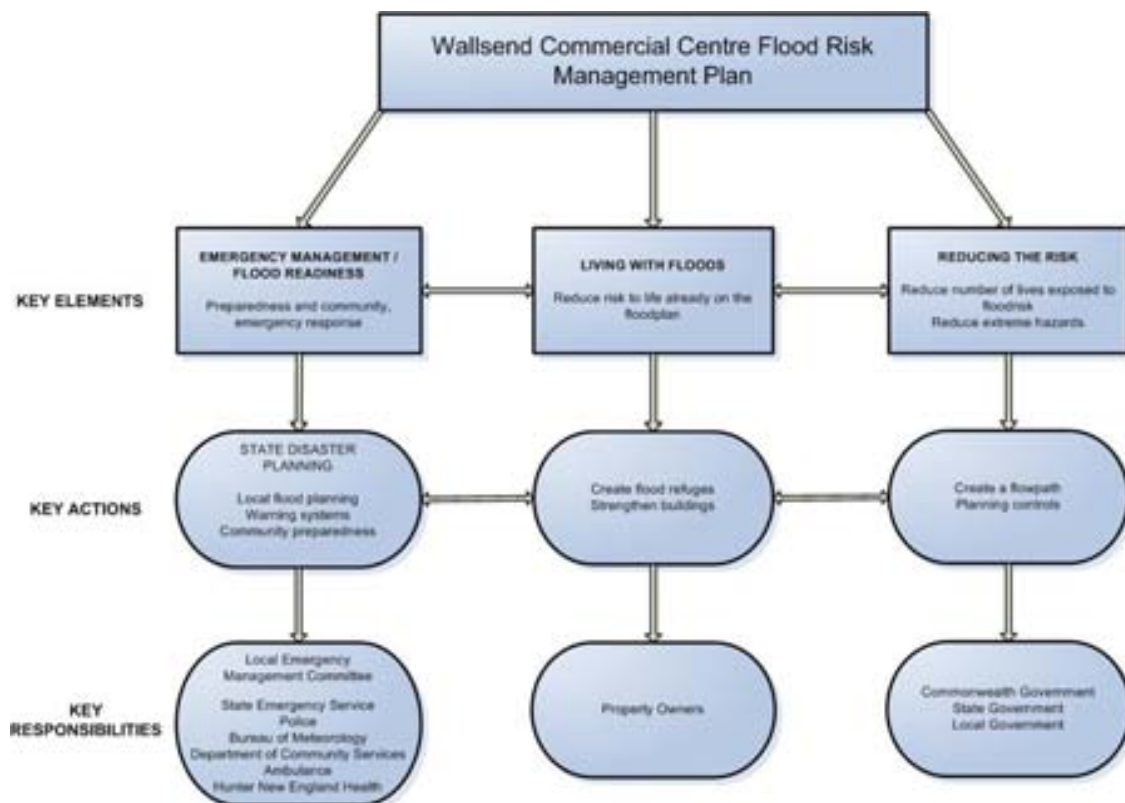 Wallsend Commercial Centre Flood Risk
Management Plan
KEY ELEMENTS
EMERGENCY MANAGEMENT /
FLOOD READINESS
Preparedness and community,
emergency response
LIVING WITH FLOODS
Reduce risk to life already on the
floodplan
REDUCING THE RISK
Reduce number of lives exposed to
floodrisk
Reduce extreme hazards
KEY ACTIONS
STATE DISASTER
PLANNING
Local flood planning
Warning systems
Community preparedness
Create flood refuges
Strengthen buildings
Create a flowpath
Planning controls
KEY
RESPONSIBILITIES
Local Emergency
Management Committee
State Emergency Service
Police
Bureau of Meteorology
Department of Community Services
Ambulance
Hunter New England Health
Property Owners
Commonwealth Government
State Government
Local Government